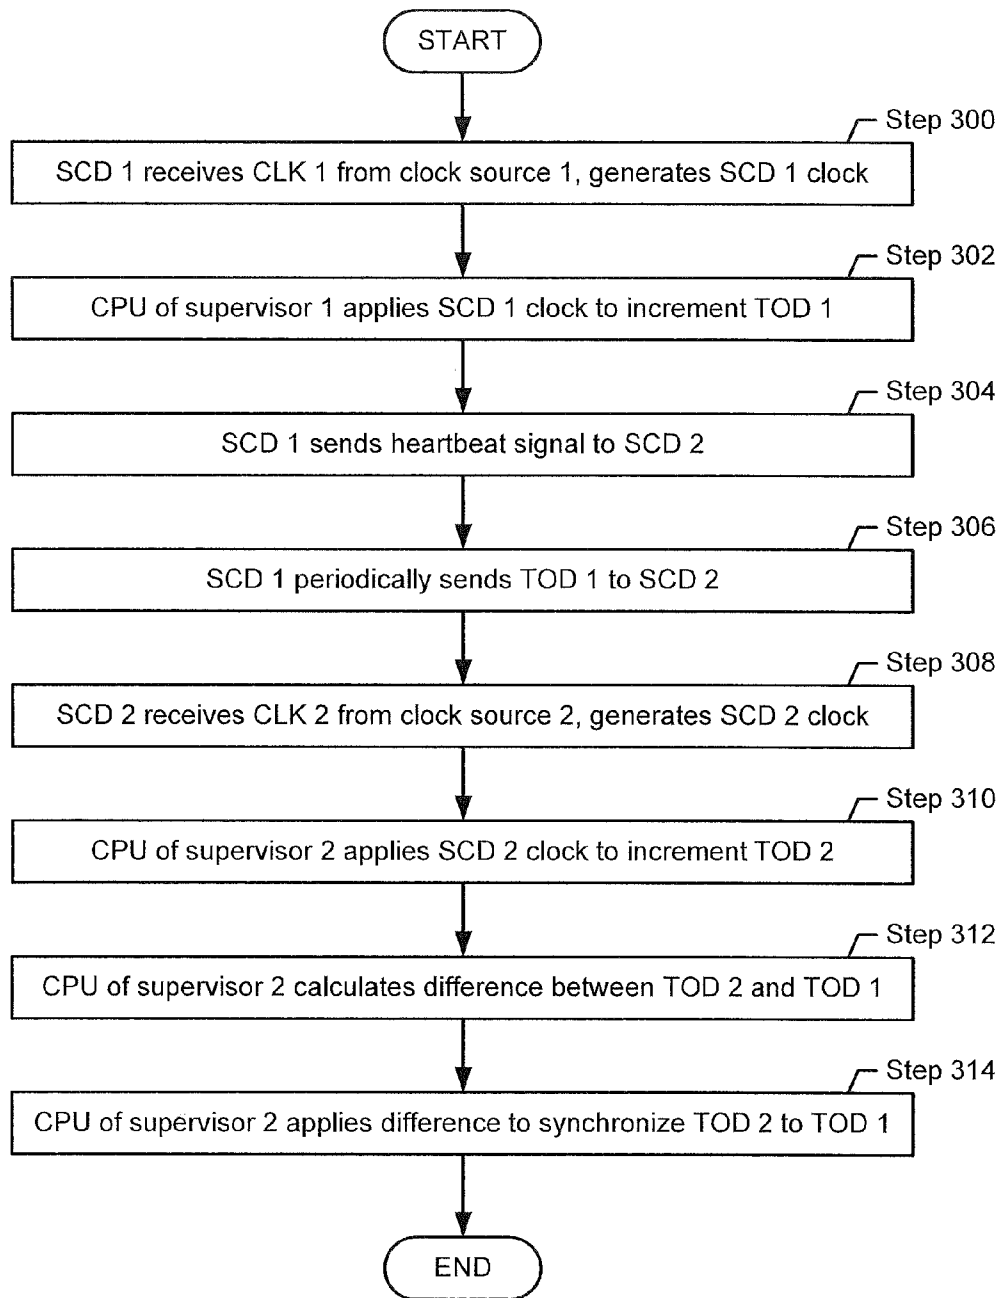 START
Step 300
SCD 1 receives CLK 1 from clock source 1, generates SCD 1 clock
Step 302
CPU of supervisor 1 applies SCD 1 clock to increment TOD 1
Step 304
SCD 1 sends heartbeat signal to SCD 2
Step 306
SCD 1 periodically sends TOD 1 to SCD 2
Step 308
SCD 2 receives CLK 2 from clock source 2, generates SCD 2 clock
Step 310
CPU of supervisor 2 applies SCD 2 clock to increment TOD 2
Step 312
CPU of supervisor 2 calculates difference between TOD 2 and TOD 1
Step 314
CPU of supervisor 2 applies difference to synchronize TOD 2 to TOD 1
END